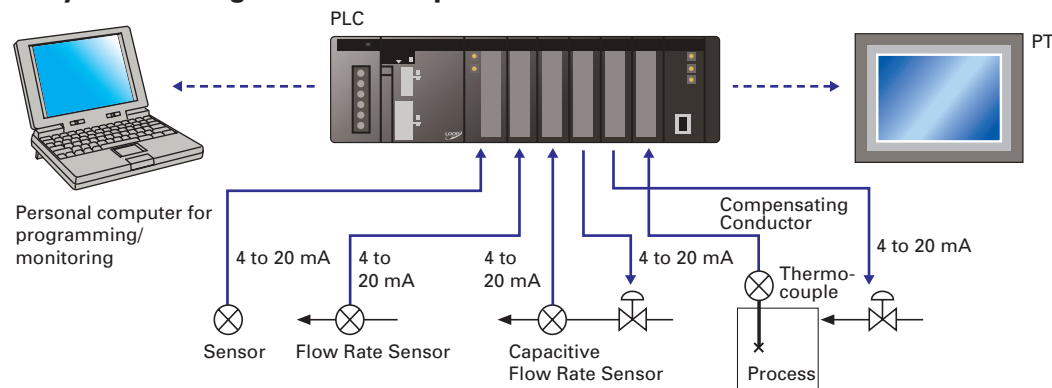 PLC
PT
Personal computer for
programming/
monitoring
4 to 20 mA
4 to
20 mA
4 to
20 mA
4 to 20 mA
Compensating
Conductor
4 to 20 mA
Thermo-
couple
Sensor
Flow Rate Sensor
Capacitive
Flow Rate Sensor
Process